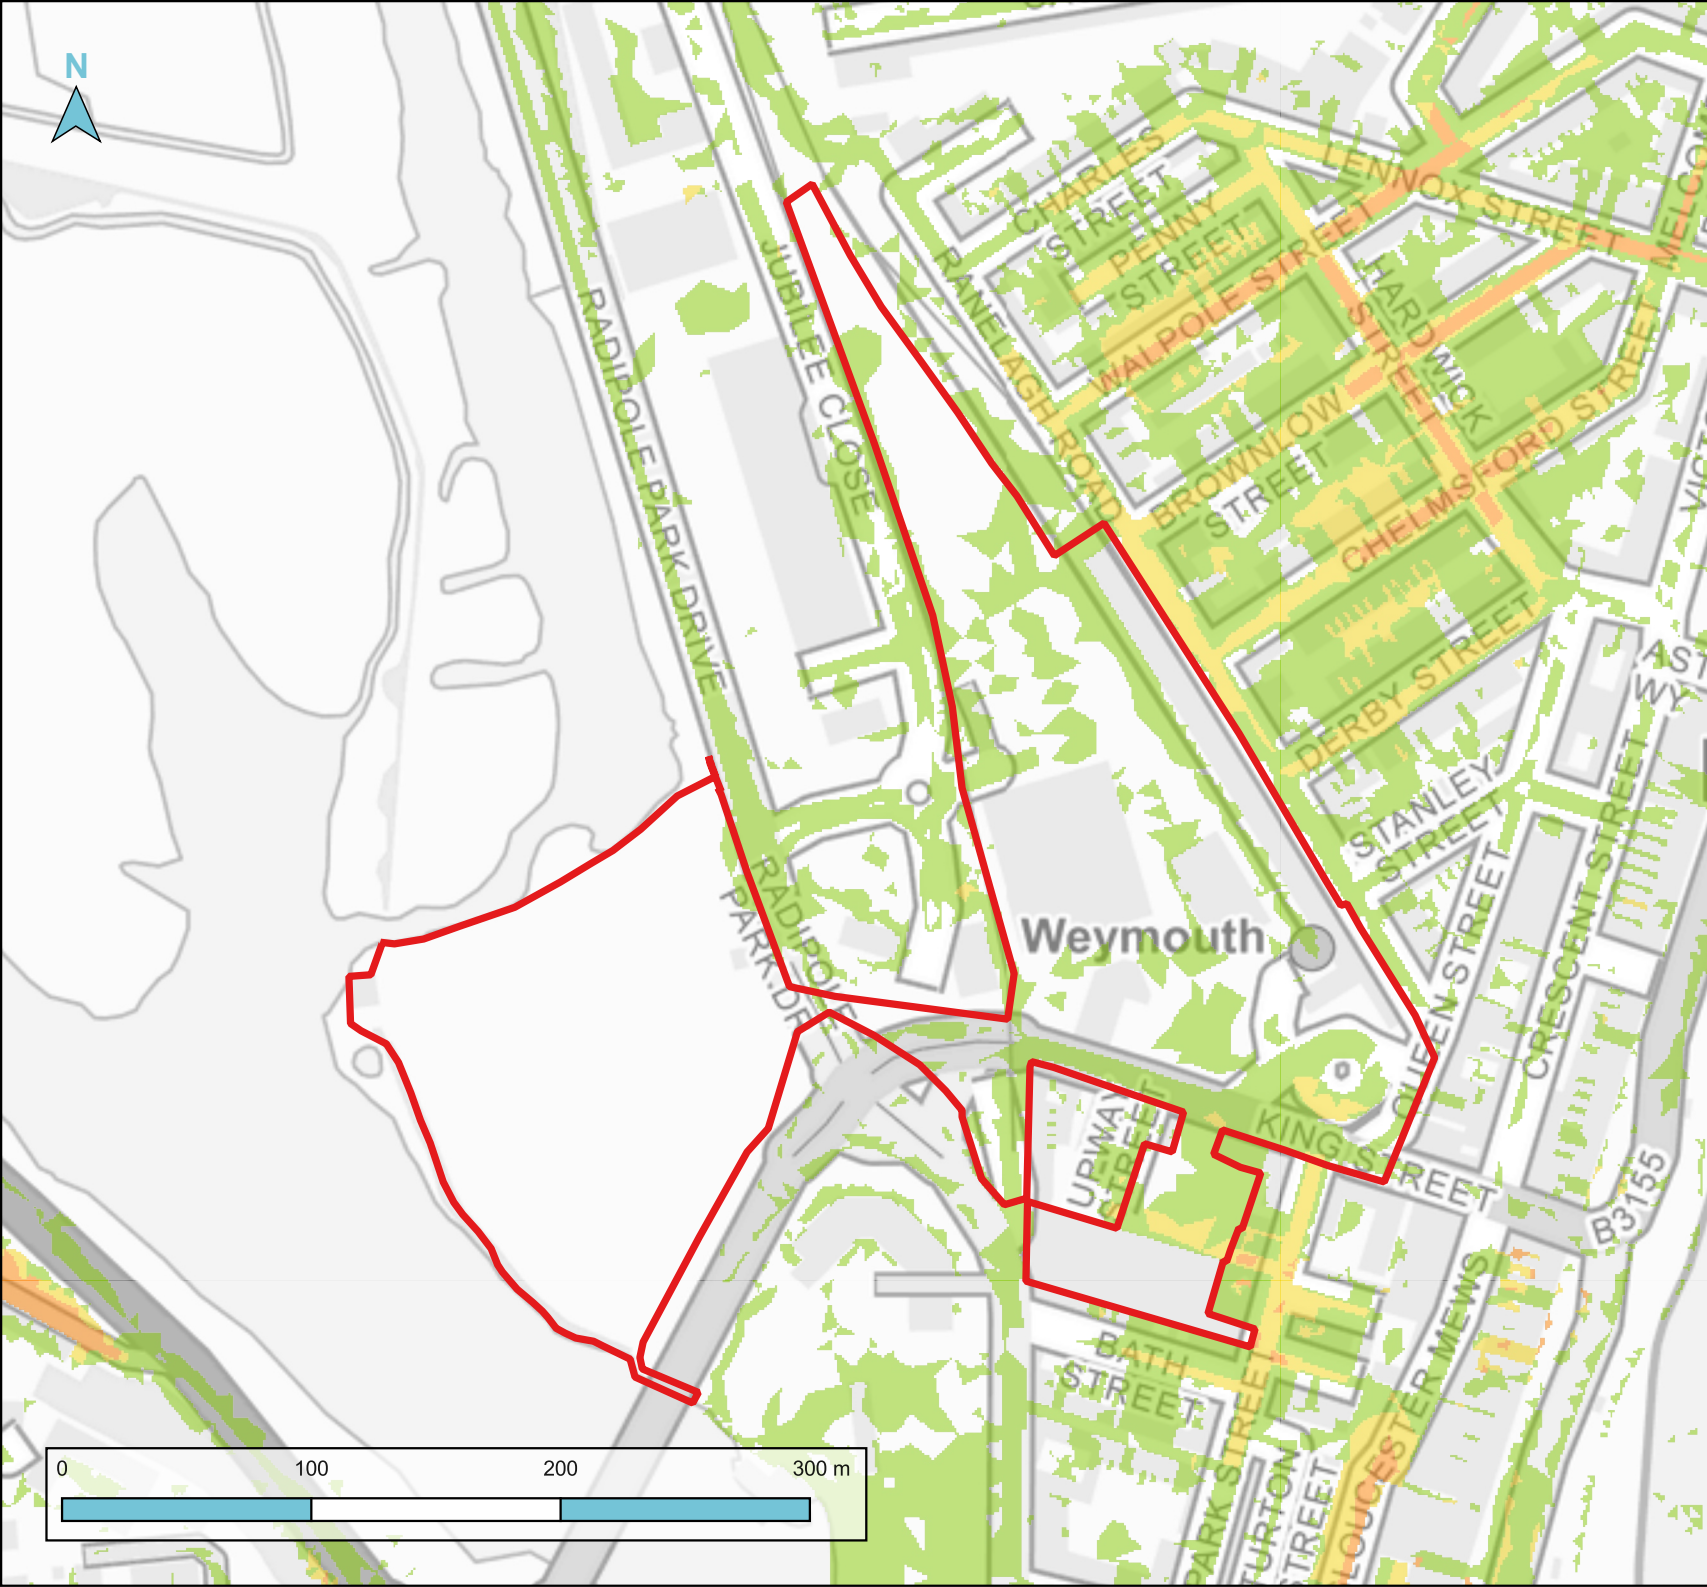 N
CHARLES
STREET
LENNOX STREET
PENNY
STREET
WALPOLE STREET
HARDWICK
STREET
RANELAGH ROAD
JUBILEE CLOSE
RADIPOLE PARK DRIVE
BROWNLOW
STREET
CHELMSFORD STREET
DERBY STREET
STANLEY
STREET
AST
WY
VICT
CRESCENT STREET
QUEEN STREET
RADIPOLE
PARK DR
Weymouth
UPWAY
STREET
KING STREET
B3155
BATH
STREET
PARK STREET
TURTON
STREET
GLOUCESTER MEWS
0 100 200 300 m